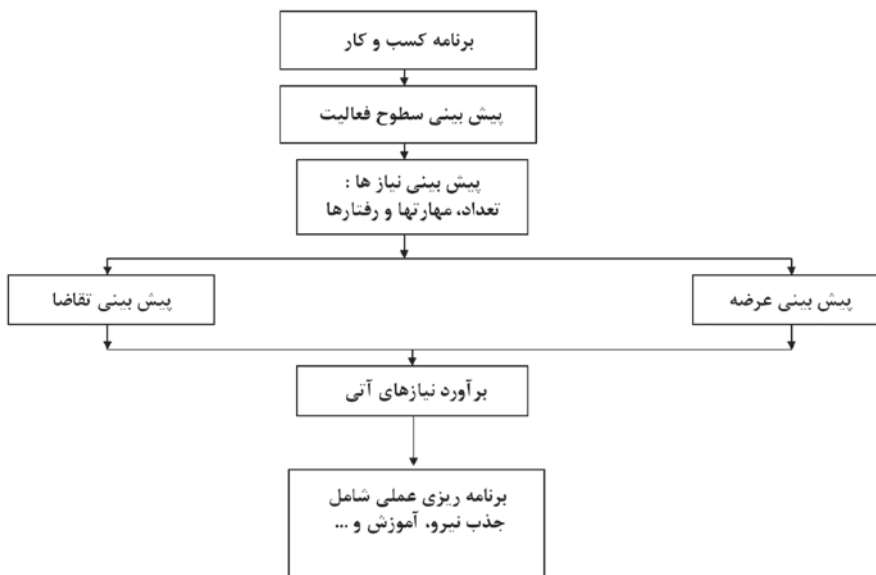 برنامه کسب و کار
پیش بینی سطوح فعالیت
پیش بینی نیاز ها :
تعداد، مهارتها و رفتارها
پیش بینی عرضه
پیش بینی تقاضا
برآورد نیازهای آتی
برنامه ریزی عملی شامل
جذب نیرو، آموزش و ...